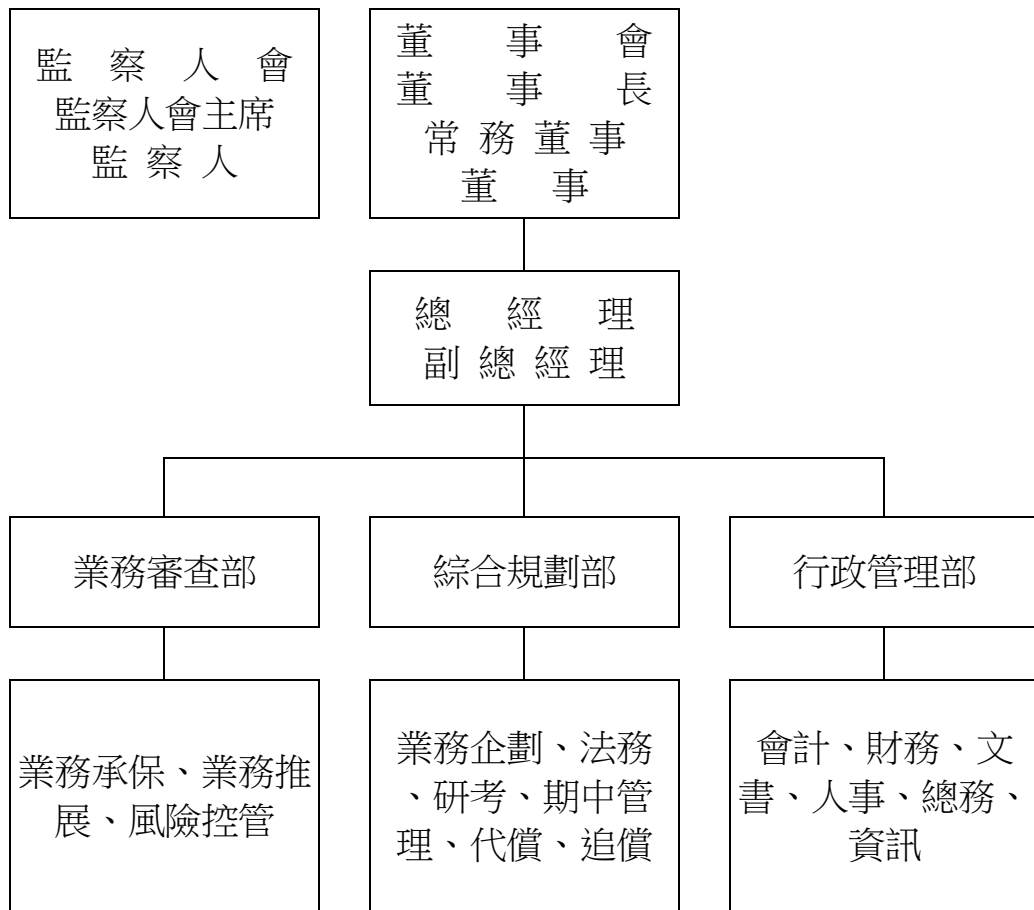 監察人會
監察人會主席
監察人
董事會
董事長
常務董事
董事
總經理
副總經理
業務審查部
綜合規劃部
行政管理部
業務承保、業務推
展、風險控管
業務企劃、法務
、研考、期中管
理、代償、追償
會計、財務、文
書、人事、總務、
資訊